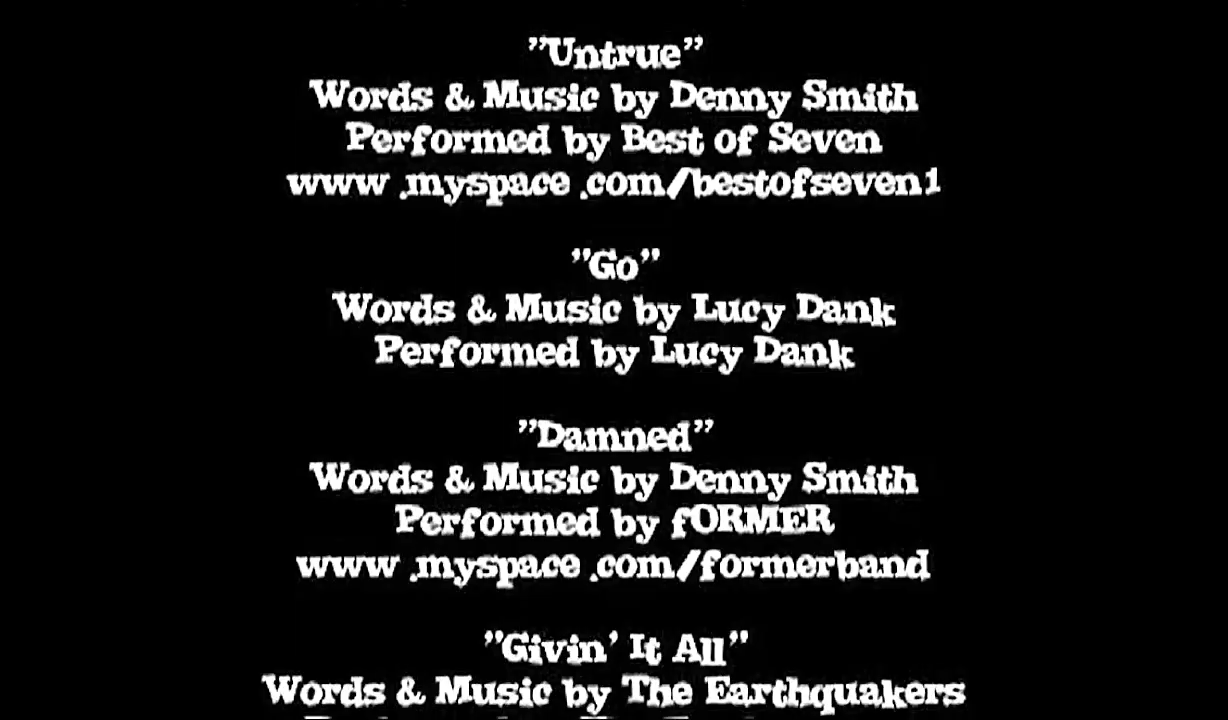 "Untrue"
Words & Music by Denny Smith
Performed by Best of Seven
www.myspace.com/bestofseven1
"Go"
Words & Music by Lucy Dank
Performed by Lucy Dank
"Damned"
Words & Music by Denny Smith
Performed by fORMER
www.myspace.com/formerband
"Givin' It All"
Words & Music by The Earthquakers